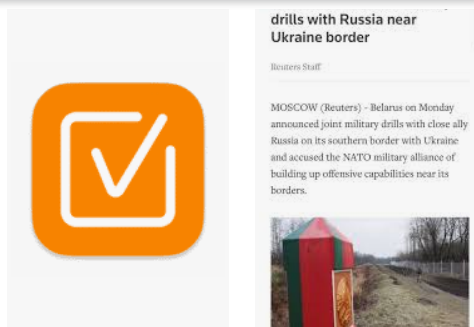 drills with Russia near
Ukraine border
Reuters Staff
MOSCOW (Reuters) - Belarus on Monday
announced joint military drills with close ally
Russia on its southern border with Ukraine
and accused the NATO military alliance of
building up offensive capabilities near its
borders.